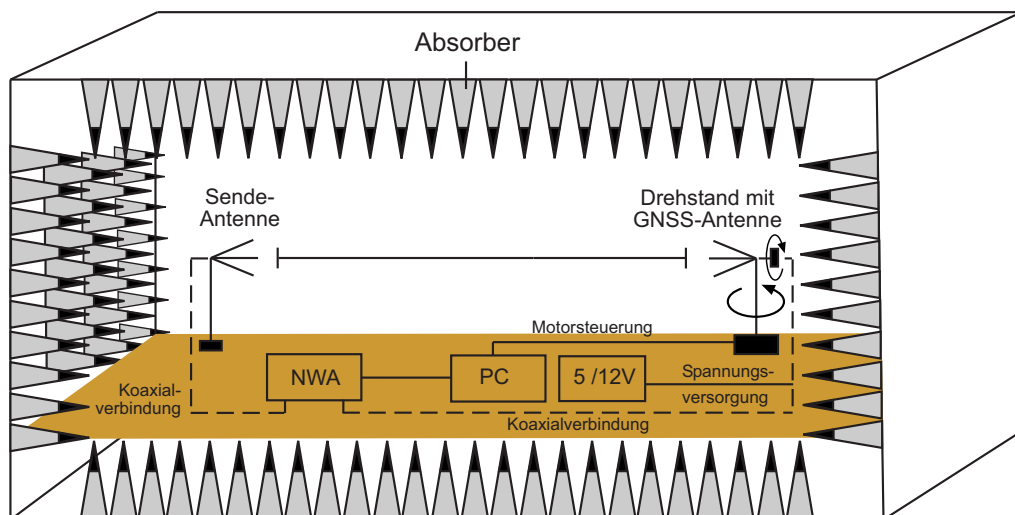 Absorber
Sende-
Antenne
Drehstand mit
GNSS-Antenne
Motorsteuerung
NWA
PC
5 /12V
Spannungs-
versorgung
Koaxial-
verbindung
Koaxialverbindung